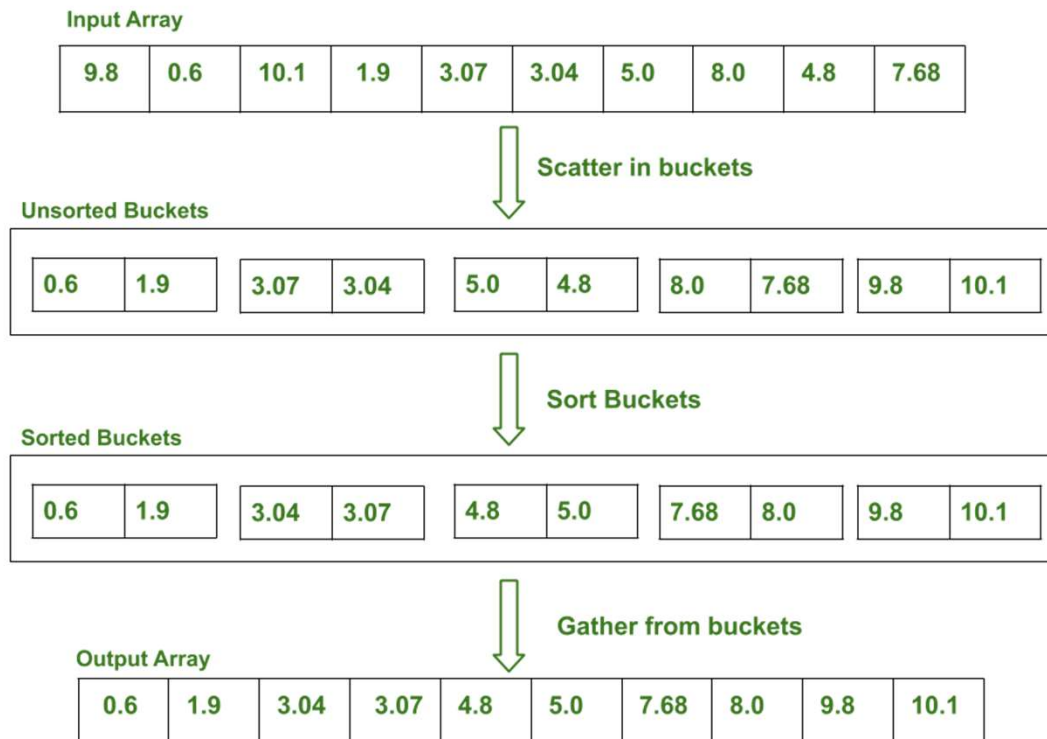 Input Array
9.8 0.6 10.1 1.9 3.07 3.04 5.0 8.0 4.8 7.68
Scatter in buckets
Unsorted Buckets
0.6 1.9 3.07 3.04 5.0 4.8 8.0 7.68 9.8 10.1
Sort Buckets
Sorted Buckets
0.6 1.9 3.04 3.07 4.8 5.0 7.68 8.0 9.8 10.1
Gather from buckets
Output Array
0.6 1.9 3.04 3.07 4.8 5.0 7.68 8.0 9.8 10.1